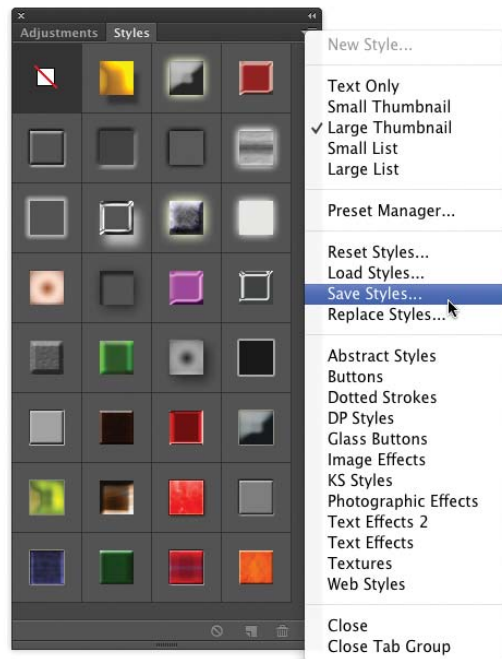 Adjustments Styles
New Style...
Text Only
Small Thumbnail
✓ Large Thumbnail
Small List
Large List
Preset Manager...
Reset Styles...
Load Styles...
Save Styles...
Replace Styles...
Abstract Styles
Buttons
Dotted Strokes
DP Styles
Glass Buttons
Image Effects
KS Styles
Photographic Effects
Text Effects 2
Text Effects
Textures
Web Styles
Close
Close Tab Group